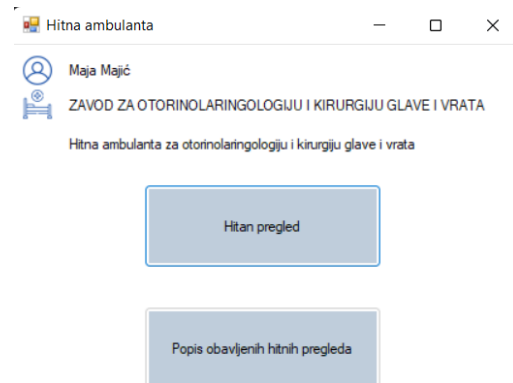 Hitna ambulanta
Maja Majić
ZAVOD ZA OTORINOLARINGOLOGIJU I KIRURGIJU GLAVE I VRATA
Hitna ambulanta za otorinolaringologiju i kirurgiju glave i vrata
Hitan pregled
Popis obavljenih hitnih pregleda